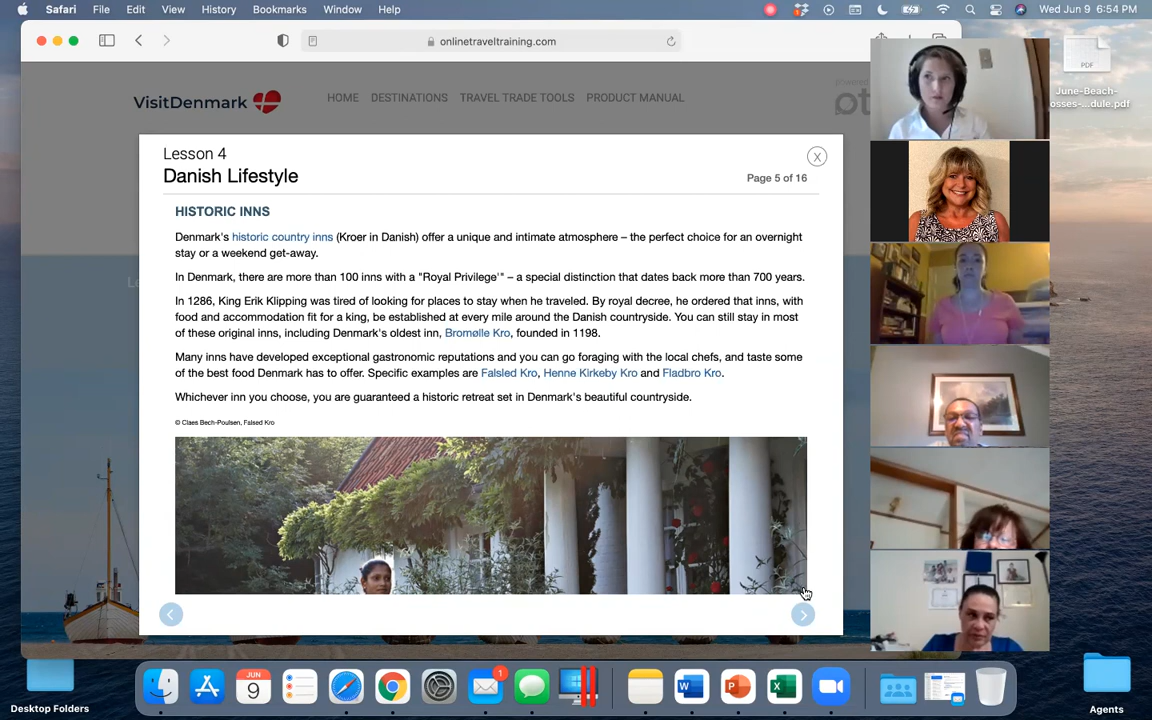 Safari File Edit View History Bookmarks Window Help
Wed Jun 9 6:54 PM
onlinetraveltraining.com
VisitDenmark
HOME DESTINATIONS TRAVEL TRADE TOOLS PRODUCT MANUAL
ot
PDF
June-Beach-
osses-...dule.pdf
Lesson 4
Danish Lifestyle
Page 5 of 16
X
HISTORIC INNS
Denmark's historic country inns (Kroer in Danish) offer a unique and intimate atmosphere – the perfect choice for an overnight
stay or a weekend get-away.
In Denmark, there are more than 100 inns with a "Royal Privilege'" – a special distinction that dates back more than 700 years.
In 1286, King Erik Klipping was tired of looking for places to stay when he traveled. By royal decree, he ordered that inns, with
food and accommodation fit for a king, be established at every mile around the Danish countryside. You can still stay in most
of these original inns, including Denmark's oldest inn, Bromølle Kro, founded in 1198.
Many inns have developed exceptional gastronomic reputations and you can go foraging with the local chefs, and taste some
of the best food Denmark has to offer. Specific examples are Falsled Kro, Henne Kirkeby Kro and Fladbro Kro.
Whichever inn you choose, you are guaranteed a historic retreat set in Denmark's beautiful countryside.
© Claes Bech-Poulsen, Falsed Kro
JUN
9
1
W
P
X
Desktop Folders
Agents